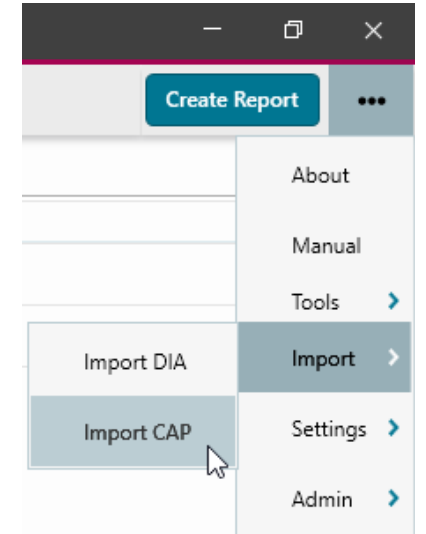 Create Report •••
About
Manual
Tools
Import DIA
Import
Import CAP
Settings
Admin